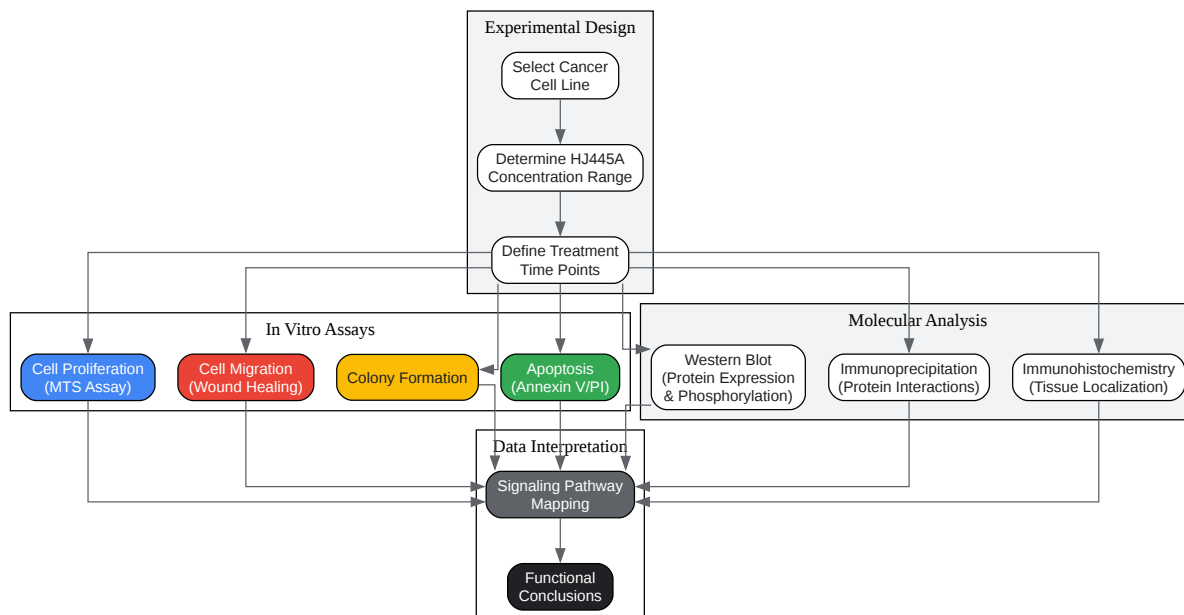 Experimental Design
Select Cancer
Cell Line
Determine HJ445A
Concentration Range
Define Treatment
Time Points
In Vitro Assays
Cell Proliferation
(MTS Assay)
Cell Migration
(Wound Healing)
Colony Formation
Apoptosis
(Annexin V/PI)
Molecular Analysis
Western Blot
(Protein Expression
& Phosphorylation)
Immunoprecipitation
(Protein Interactions)
Immunohistochemistry
(Tissue Localization)
Data Interpretation
Signaling Pathway
Mapping
Functional
Conclusions